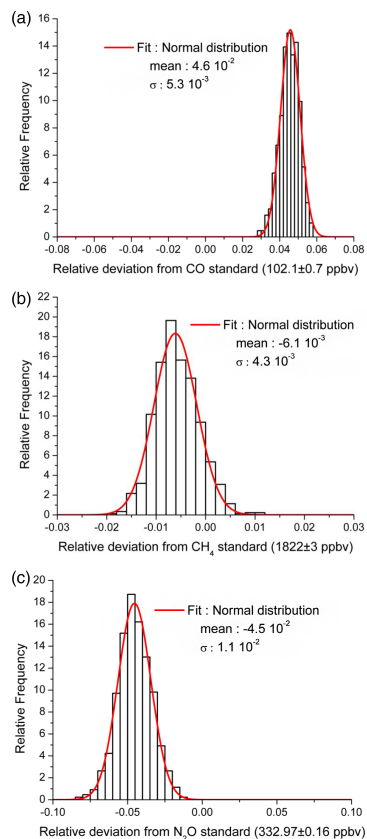 (a)
16
14
12
10
8
6
4
2
0
Relative Frequency
Fit : Normal distribution
mean : 4.6 10⁻²
σ : 5.3 10⁻³
-0.08 -0.06 -0.04 -0.02 0.00 0.02 0.04 0.06 0.08
Relative deviation from CO standard (102.1±0.7 ppbv)
(b)
22
20
18
16
14
12
10
8
6
4
2
0
Relative Frequency
Fit : Normal distribution
mean : -6.1 10⁻³
σ : 4.3 10⁻³
-0.03 -0.02 -0.01 0.00 0.01 0.02 0.03
Relative deviation from CH₄ standard (1822±3 ppbv)
(c)
20
18
16
14
12
10
8
6
4
2
0
Relative Frequency
Fit : Normal distribution
mean : -4.5 10⁻²
σ : 1.1 10⁻²
-0.10 -0.05 0.00 0.05 0.10
Relative deviation from N₂O standard (332.97±0.16 ppbv)